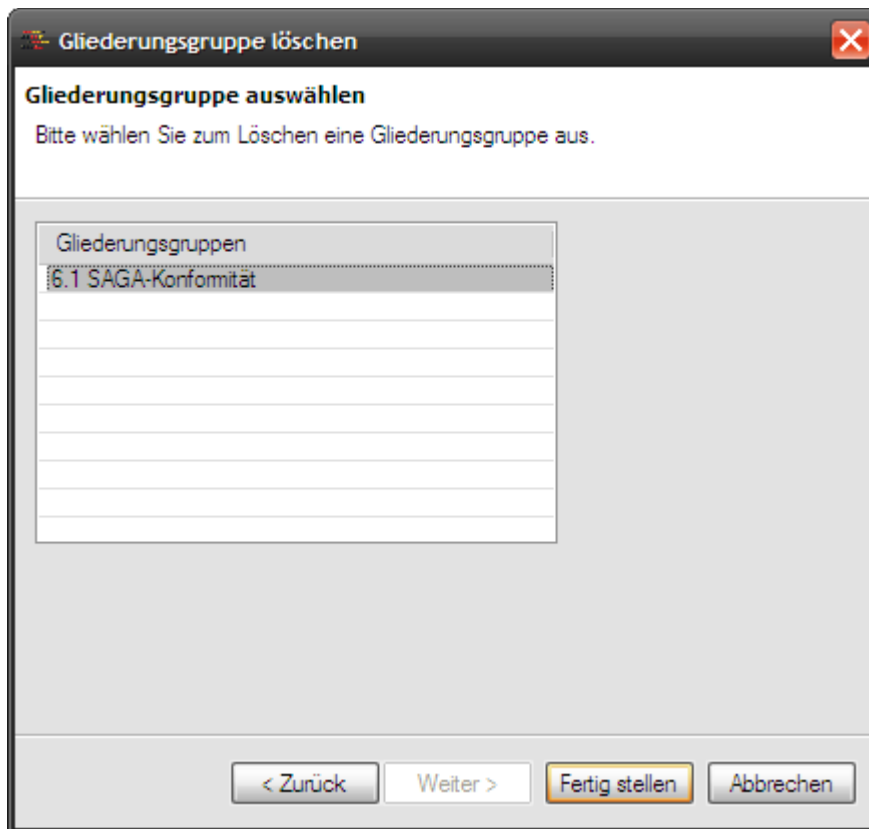 Gliederungsgruppe löschen
Gliederungsgruppe auswählen
Bitte wählen Sie zum Löschen eine Gliederungsgruppe aus.
Gliederungsgruppen
6.1 SAGA-Konformität
< Zurück
Weiter >
Fertig stellen
Abbrechen